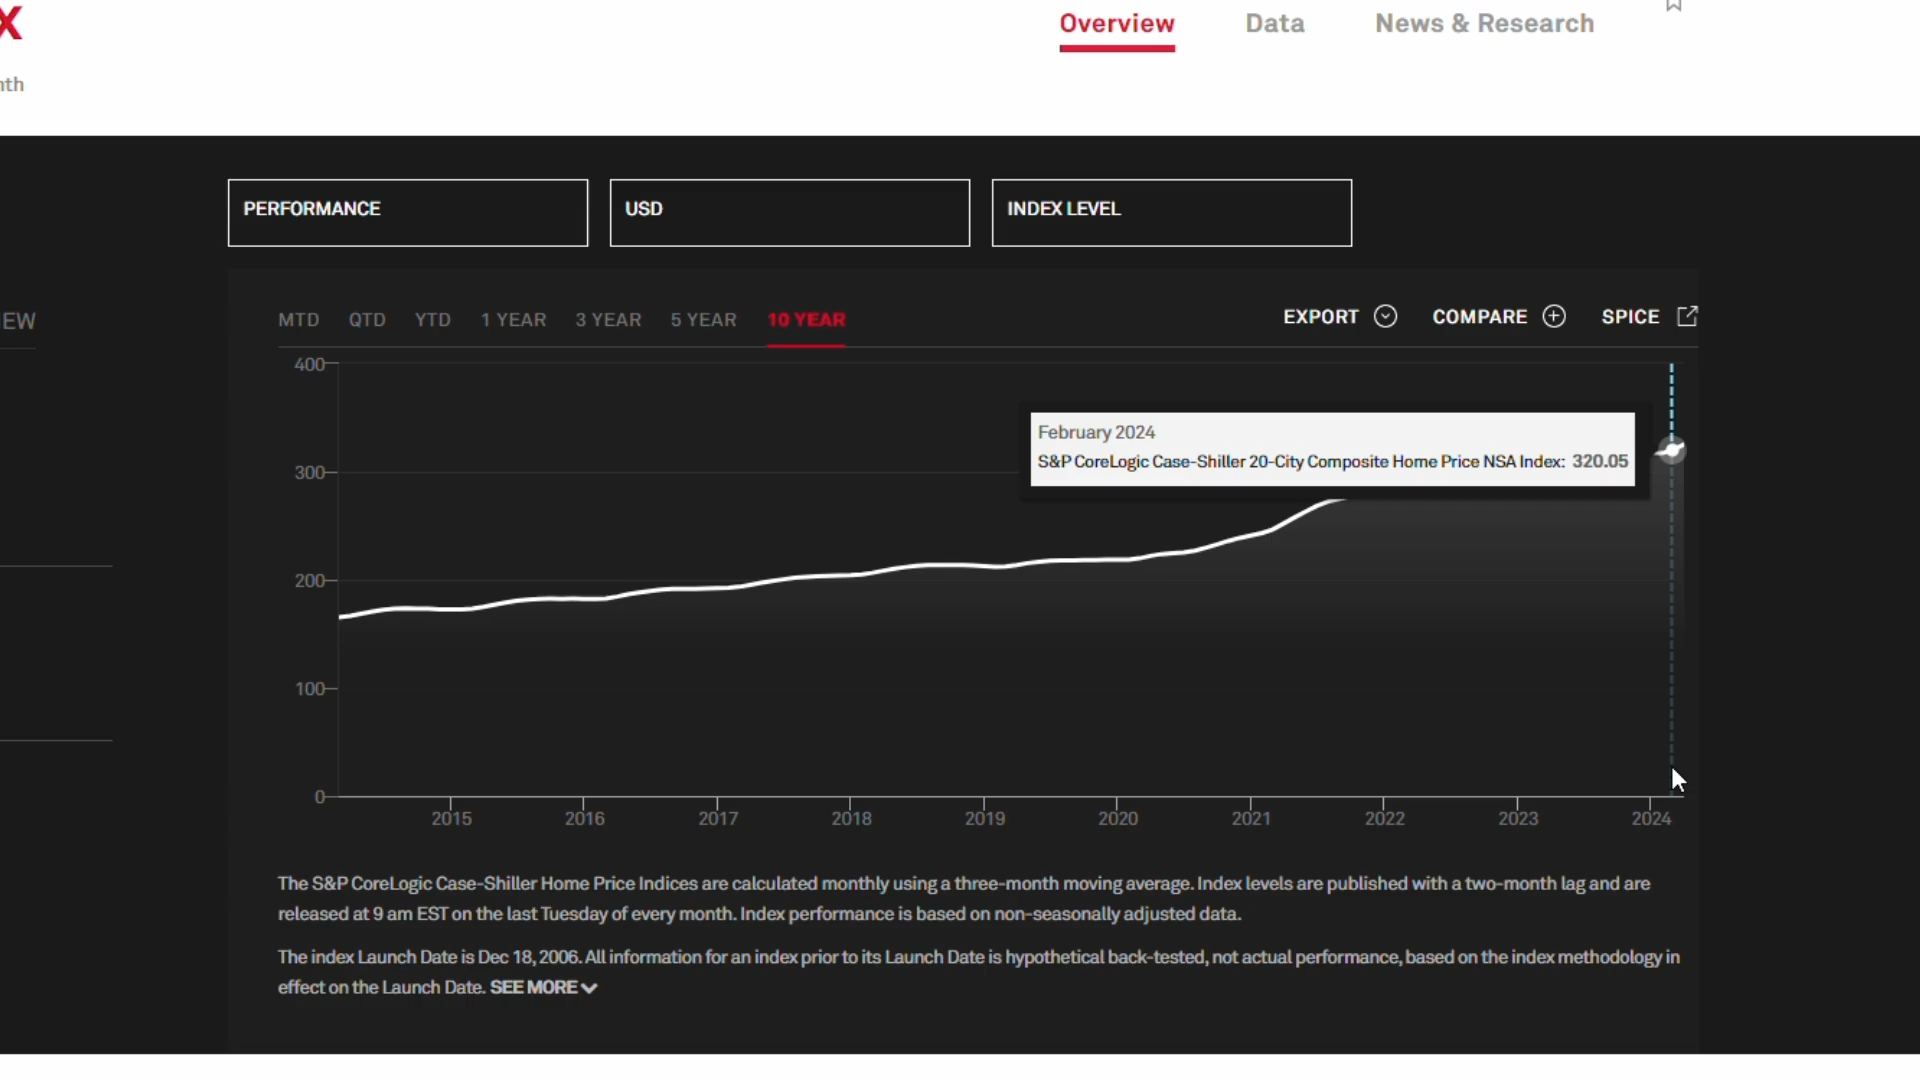 X
Overview
Data
News & Research
nth
PERFORMANCE
USD
INDEX LEVEL
IEW
MTD
QTD
YTD
1 YEAR
3 YEAR
5 YEAR
10 YEAR
EXPORT
COMPARE
SPICE
400
February 2024
S&P CoreLogic Case-Shiller 20-City Composite Home Price NSA Index: 320.05
300
200
100
0
2015
2016
2017
2018
2019
2020
2021
2022
2023
2024
The S&P CoreLogic Case-Shiller Home Price Indices are calculated monthly using a three-month moving average. Index levels are published with a two-month lag and are
released at 9 am EST on the last Tuesday of every month. Index performance is based on non-seasonally adjusted data.
The index Launch Date is Dec 18, 2006. All information for an index prior to its Launch Date is hypothetical back-tested, not actual performance, based on the index methodology in
effect on the Launch Date. SEE MORE